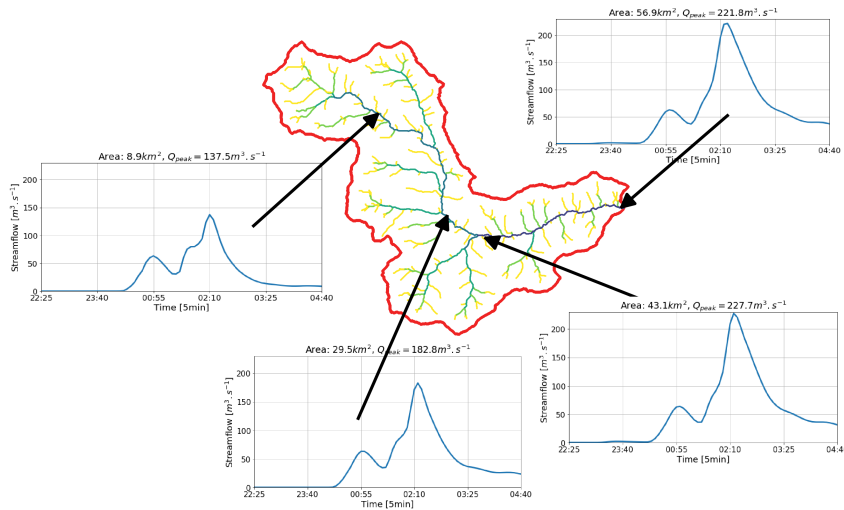 Area: 56.9km², Q_peak = 221.8m³.s⁻¹
Streamflow [m³.s⁻¹]
200
150
100
50
0
22:25 23:40 00:55 02:10 03:25 04:40
Time [5min]
Area: 8.9km², Q_peak = 137.5m³.s⁻¹
Streamflow [m³.s⁻¹]
200
150
100
50
0
22:25 23:40 00:55 02:10 03:25 04:40
Time [5min]
Area: 43.1km², Q_peak = 227.7m³.s⁻¹
Streamflow [m³.s⁻¹]
200
150
100
50
0
22:25 23:40 00:55 02:10 03:25 04:4
Time [5min]
Area: 29.5km², Q_peak = 182.8m³.s⁻¹
Streamflow [m³.s⁻¹]
200
150
100
50
0
22:25 23:40 00:55 02:10 03:25 04:40
Time [5min]